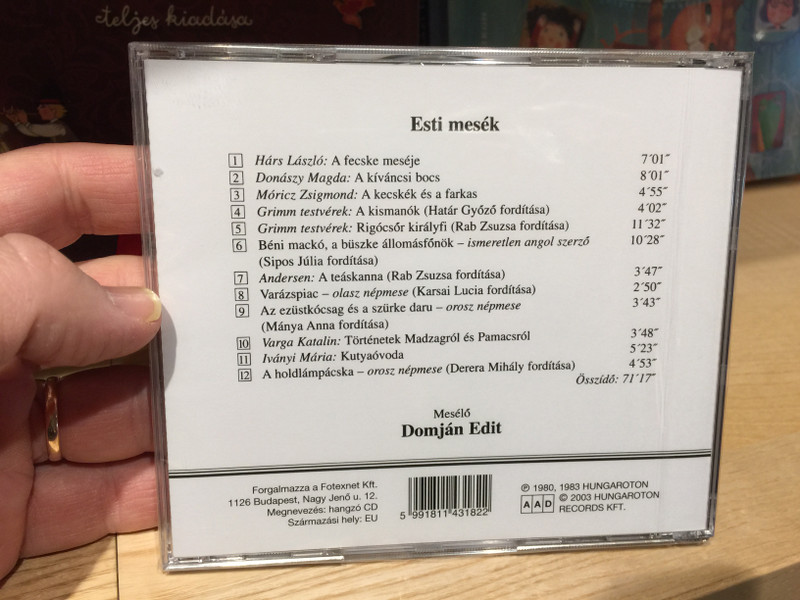 teljes kiadása
Esti mesék
1 Hárs László: A fecske meséje 7´01˝
2 Donászy Magda: A kíváncsi bocs 8´01˝
3 Móricz Zsigmond: A kecskék és a farkas 4´55˝
4 Grimm testvérek: A kismanók (Határ Győző fordítása) 4´02˝
5 Grimm testvérek: Rigócsőr királyfi (Rab Zsuzsa fordítása) 11´32˝
6 Béni mackó, a büszke állomásfőnök – ismeretlen angol szerző 10´28˝
(Sipos Júlia fordítása)
7 Andersen: A teáskanna (Rab Zsuzsa fordítása) 3´47˝
8 Varázspiac – olasz népmese (Karsai Lucia fordítása) 2´50˝
9 Az ezüstkócsag és a szürke daru – orosz népmese 3´43˝
(Mánya Anna fordítása)
10 Varga Katalin: Történetek Madzagról és Pamacsról 3´48˝
11 Iványi Mária: Kutyaóvoda 5´23˝
12 A holdlámpácska – orosz népmese (Derera Mihály fordítása) 4´53˝
Összidő: 71´17˝
Mesélő
Domján Edit
Forgalmazza a Fotexnet Kft.
1126 Budapest, Nagy Jenő u. 12.
Megnevezés: hangzó CD
Származási hely: EU
5 991811 431822
℗ 1980, 1983 HUNGAROTON
AAD © 2003 HUNGAROTON
RECORDS KFT.